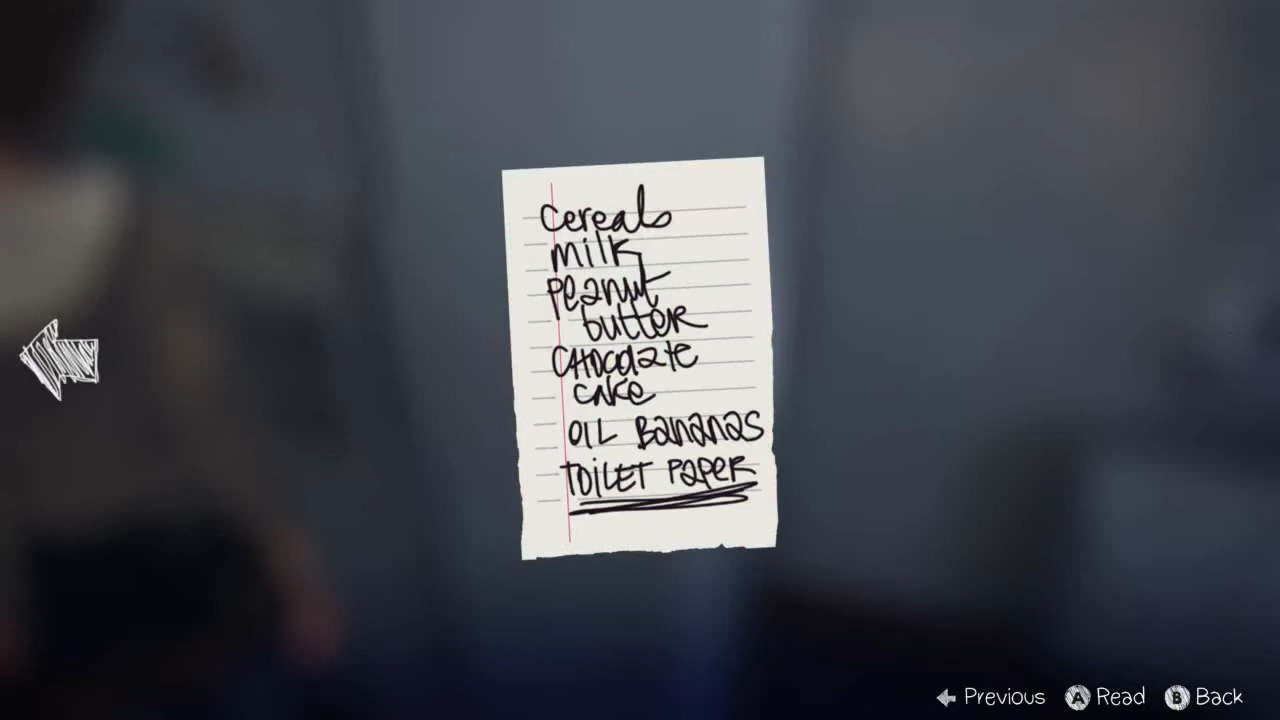 cereals
milk
peanut
butter
CHocolate
cake
OIL Bananas
TOiLET PaPER
Previous A Read B Back